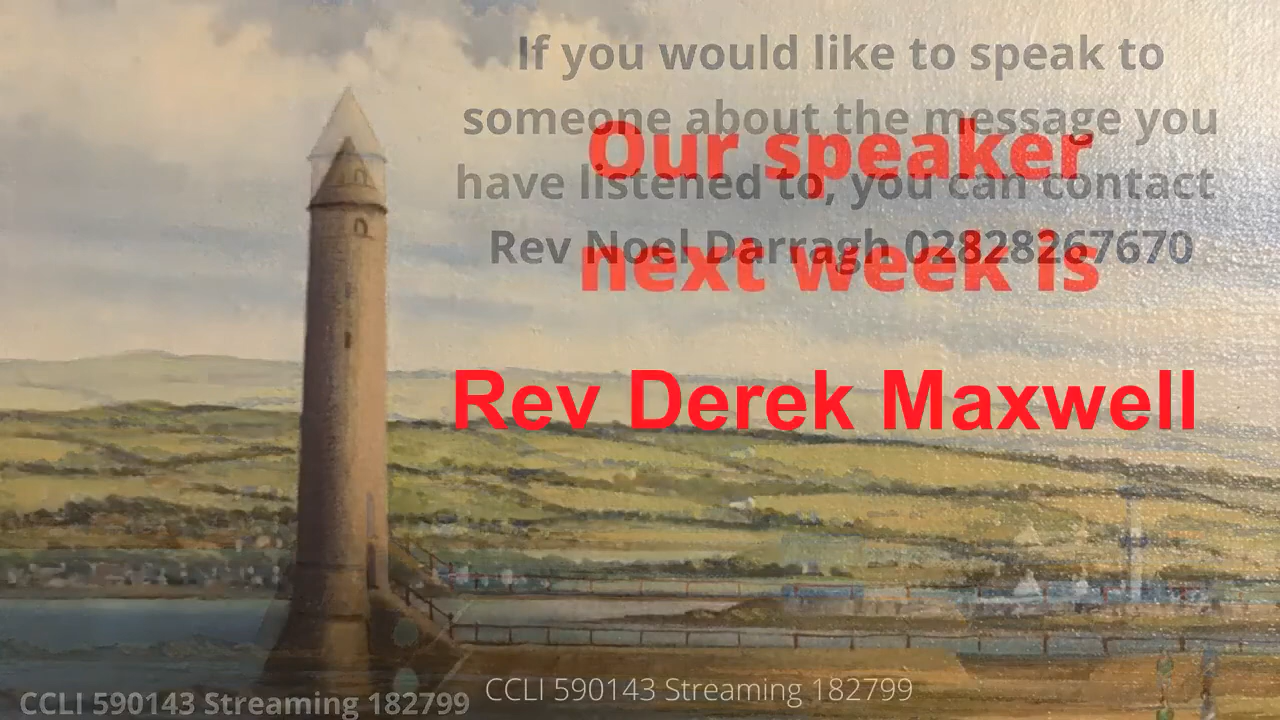 If you would like to speak to
someone about the message you
have listened to, you can contact
Rev Noel Darragh 02828267670
Our speaker
next week is
Rev Derek Maxwell
CCLI 590143 Streaming 182799
CCLI 590143 Streaming 182799